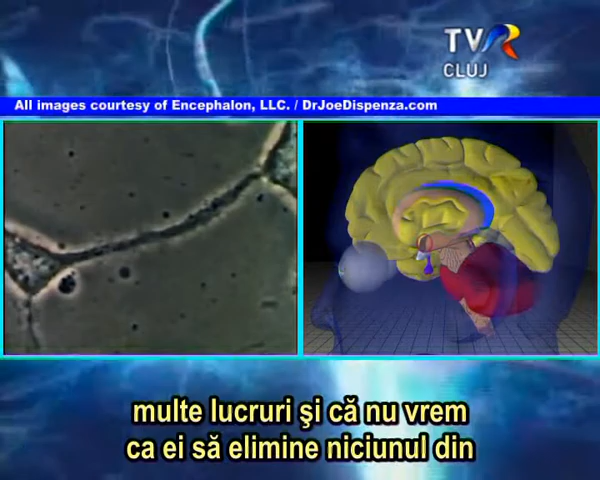 TVR
CLUJ
All images courtesy of Encephalon, LLC. / DrJoeDispenza.com
multe lucruri şi că nu vrem
ca ei să elimine niciunul din